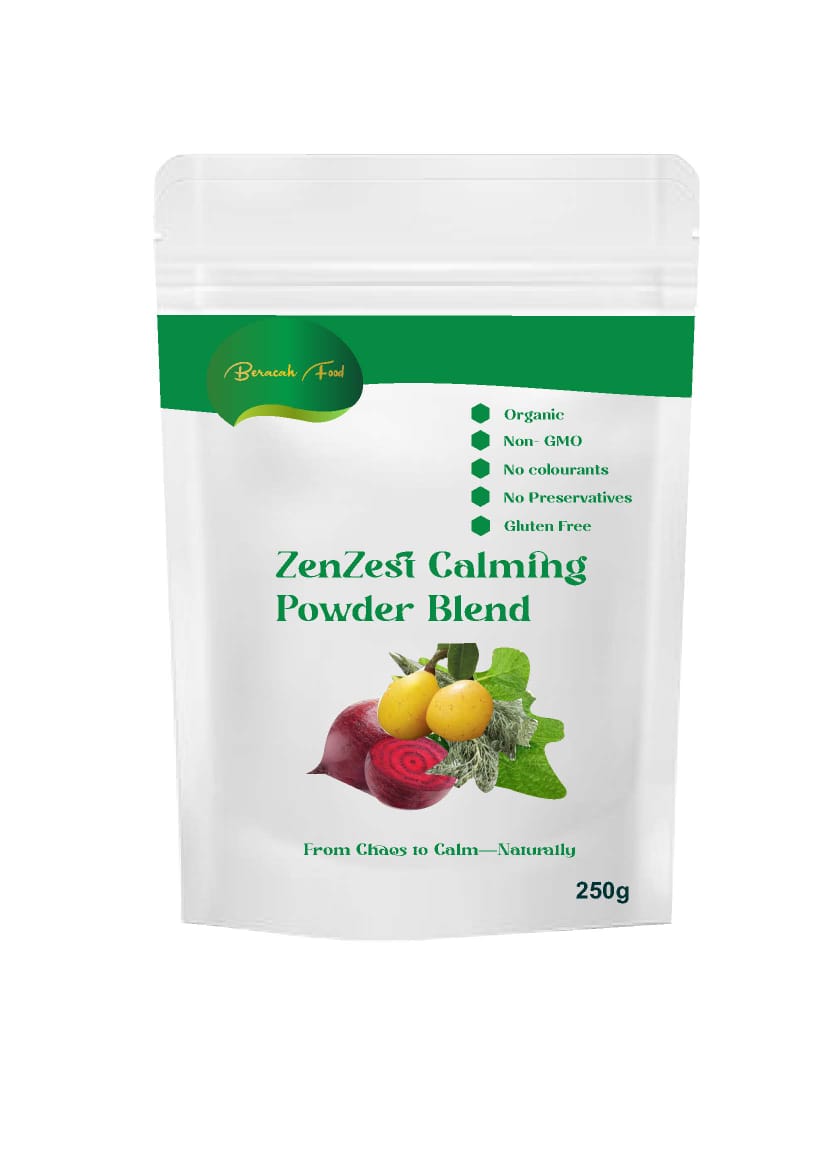 Beracah Food
Organic
Non- GMO
No colourants
No Preservatives
Gluten Free
ZenZest Calming
Powder Blend
From Chaos to Calm—Naturally
250g